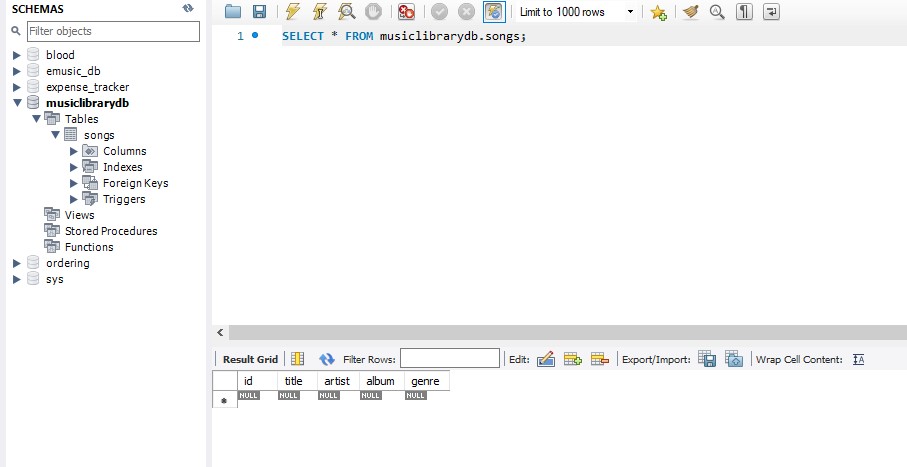 SCHEMAS
Filter objects
blood
emusic_db
expense_tracker
musiclibrarydb
Tables
songs
Columns
Indexes
Foreign Keys
Triggers
Views
Stored Procedures
Functions
ordering
sys
Limit to 1000 rows
1 SELECT * FROM musiclibrarydb.songs;
Result Grid Filter Rows: Edit: Export/Import: Wrap Cell Content: IA
id title artist album genre
NULL NULL NULL NULL NULL